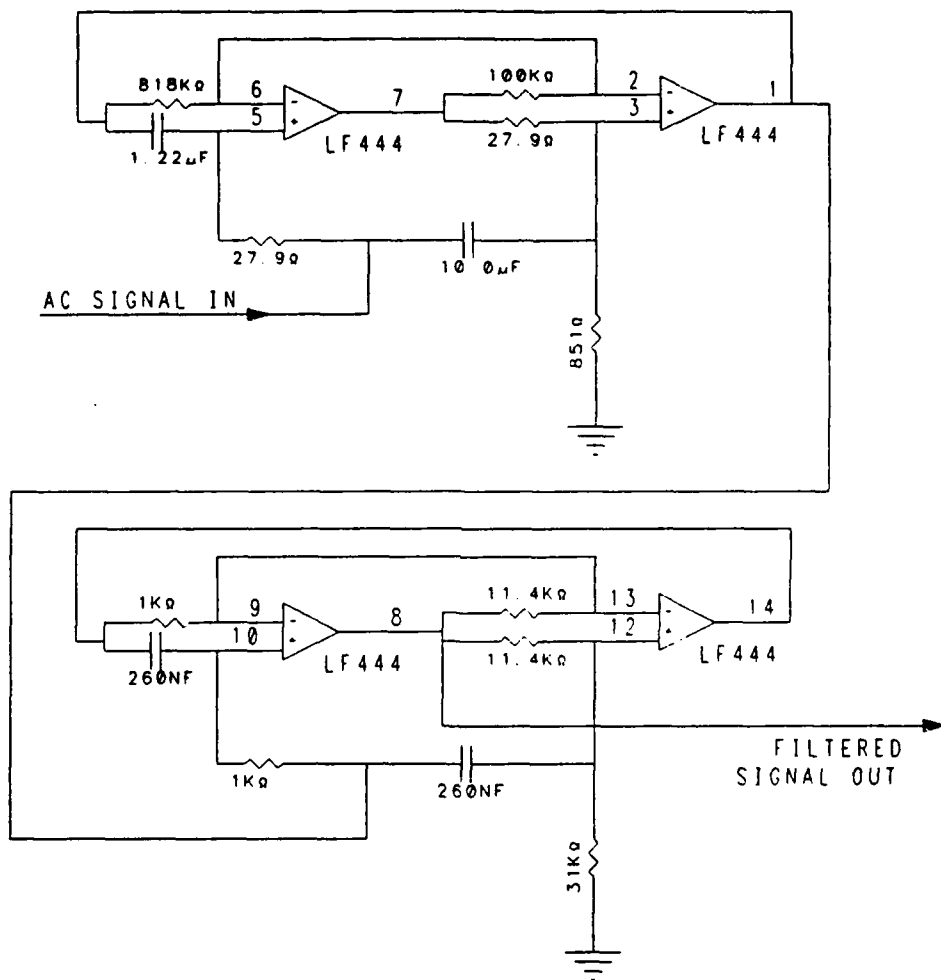 818KΩ
6
5
7
1.22µF
LF444
100KΩ
2
3
27.9Ω
1
LF444
27.9Ω
10 0µF
AC SIGNAL IN
851Ω
1KΩ
9
10
8
260NF
LF444
11.4KΩ
13
12
11.4KΩ
14
LF444
1KΩ
260NF
FILTERED
SIGNAL OUT
31KΩ